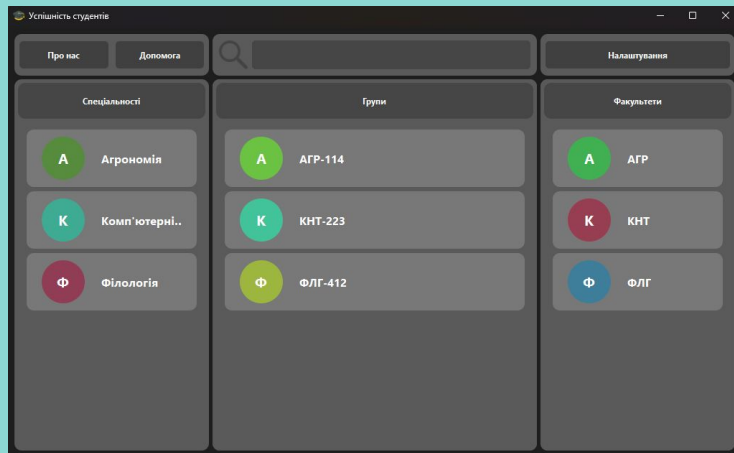 Успішність студентів
Про нас
Допомога
Налаштування
Спеціальності
Групи
Факультети
А Агрономія
К Комп'ютерні..
Ф Філологія
А АГР-114
К КНТ-223
Ф ФЛГ-412
А АГР
К КНТ
Ф ФЛГ